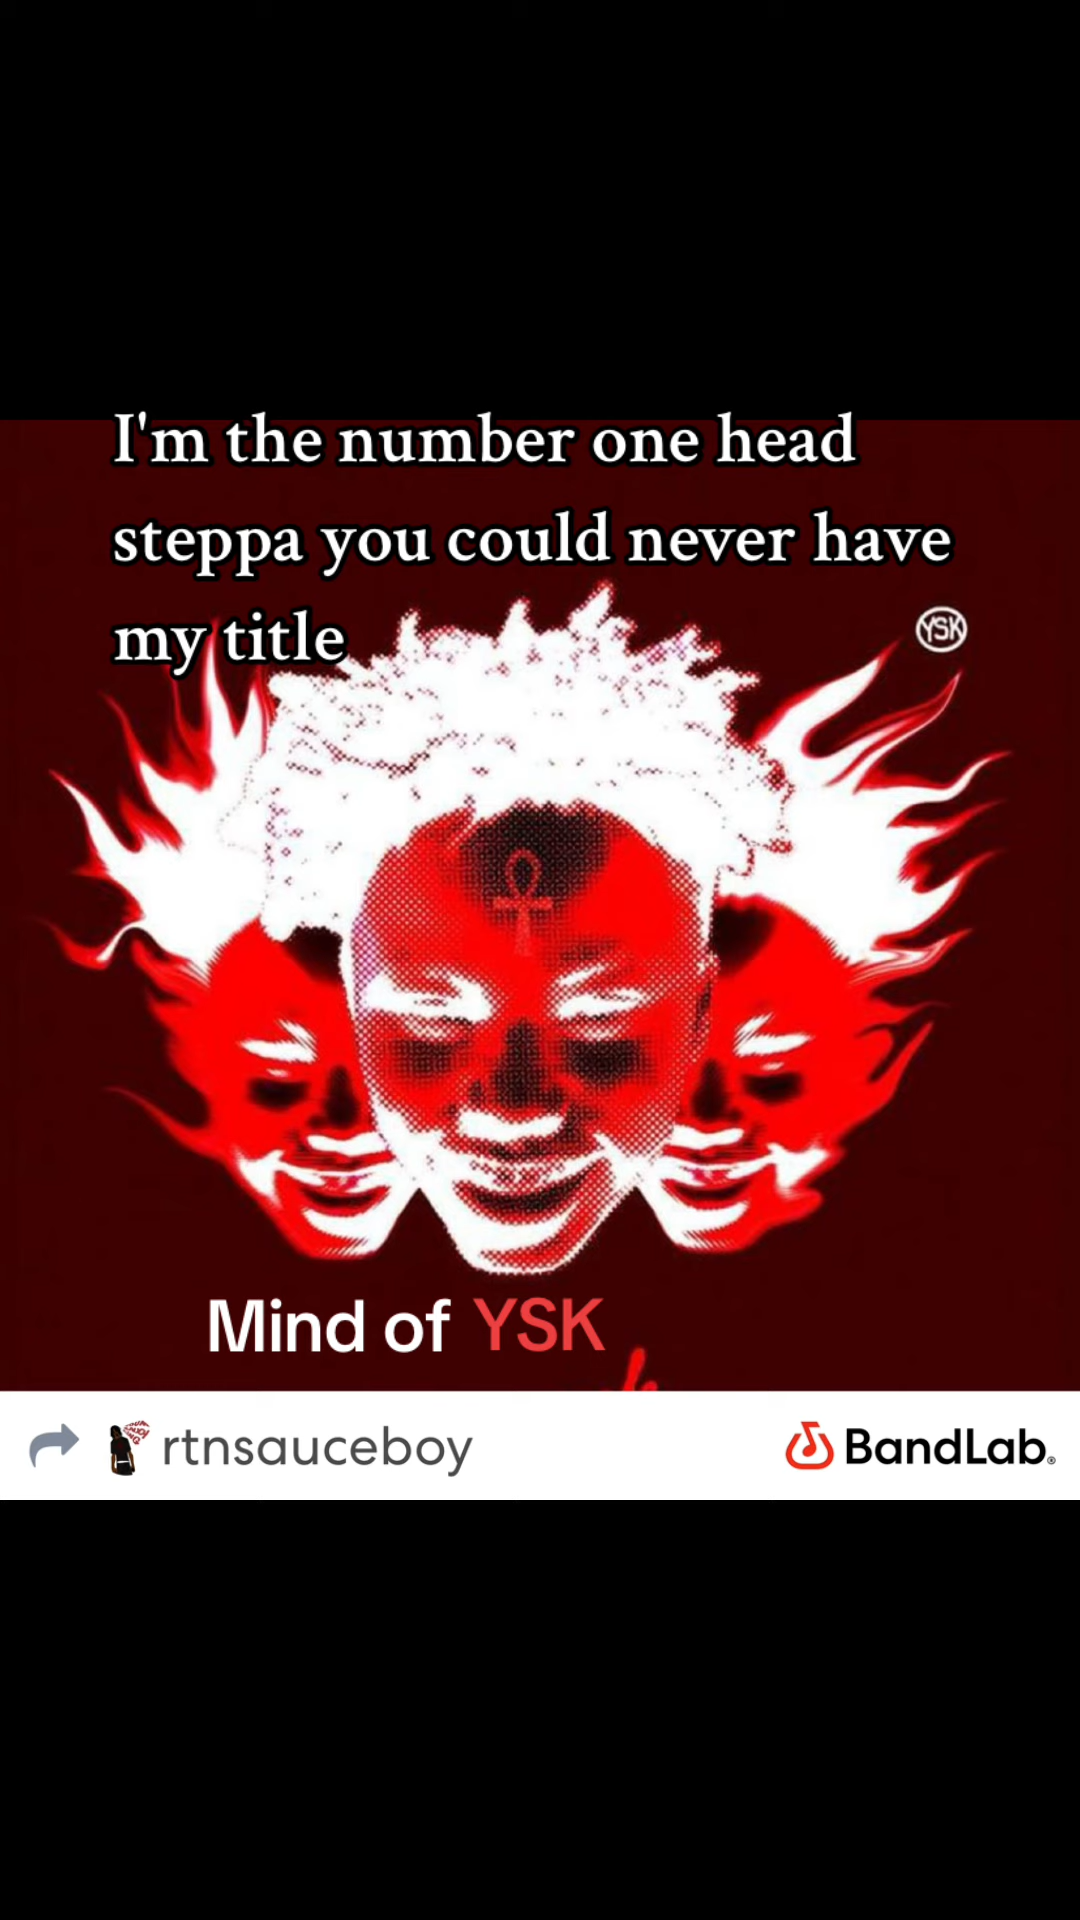 I'm the number one head
steppa you could never have
my title
YSK
Mind of YSK
rtnsauceboy
BandLab®